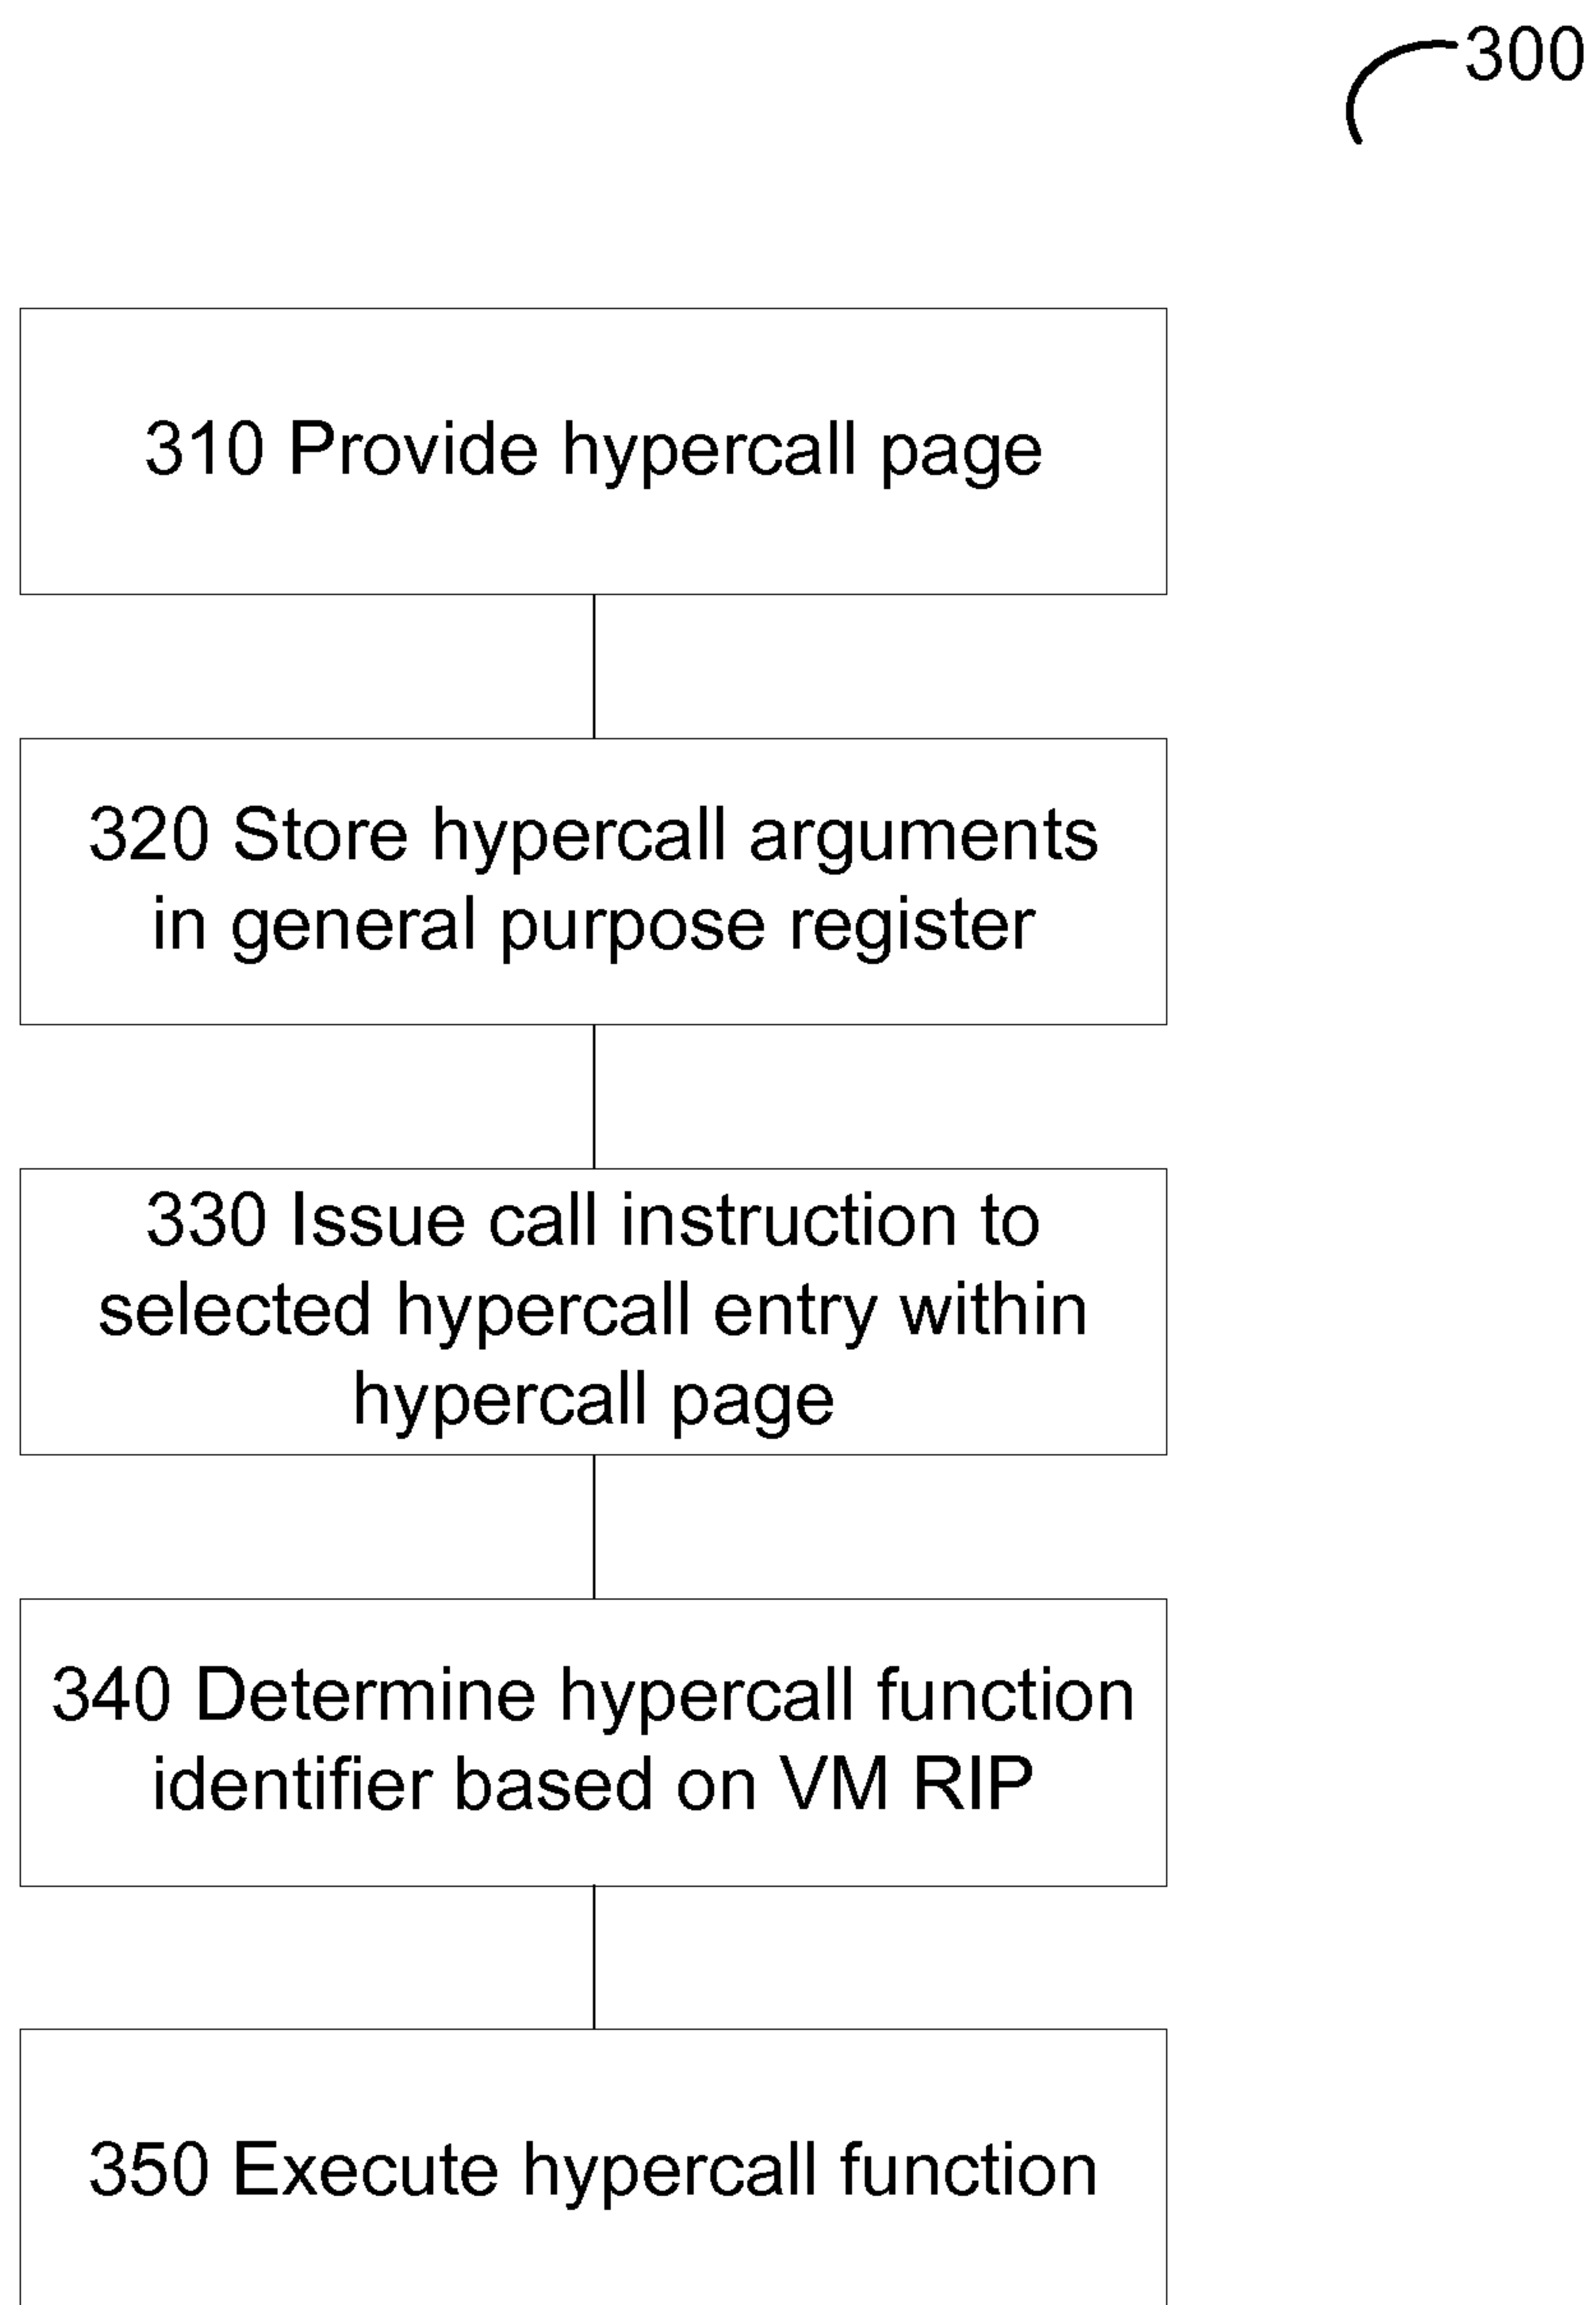 300
310 Provide hypercall page
320 Store hypercall arguments
in general purpose register
330 Issue call instruction to
selected hypercall entry within
hypercall page
340 Determine hypercall function
identifier based on VM RIP
350 Execute hypercall function